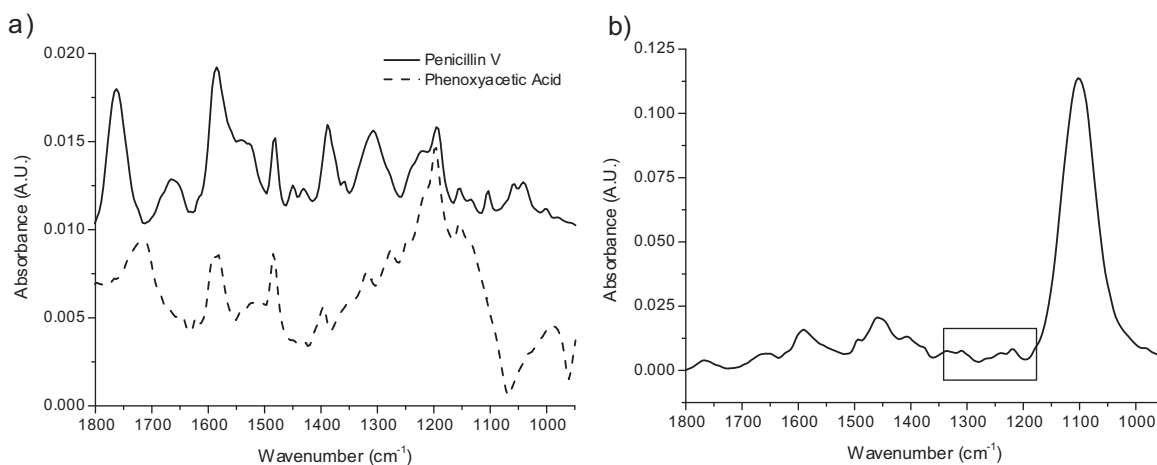 a)
0.020
0.015
0.010
0.005
0.000
Absorbance (A.U.)
Penicillin V
Phenoxyacetic Acid
1800 1700 1600 1500 1400 1300 1200 1100 1000
Wavenumber (cm⁻¹)
b)
0.125
0.100
0.075
0.050
0.025
0.000
Absorbance (A.U.)
1800 1700 1600 1500 1400 1300 1200 1100 1000
Wavenumber (cm⁻¹)